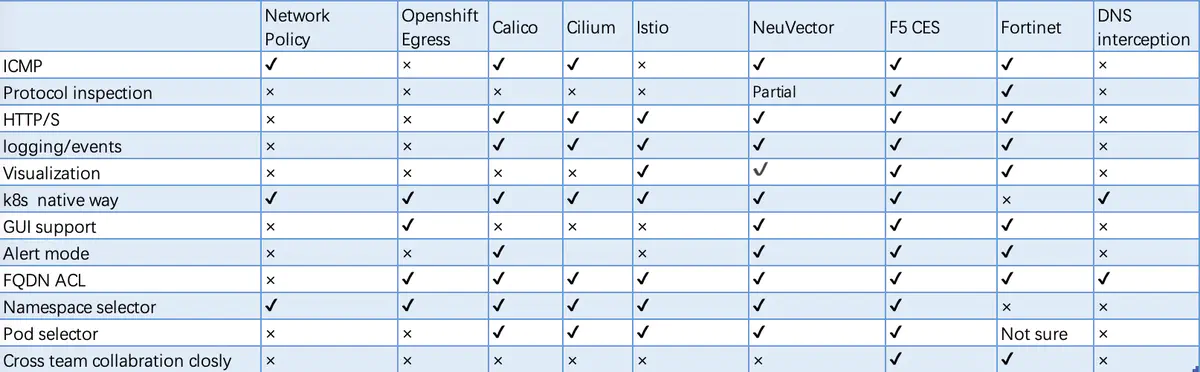 Network Policy Openshift Egress Calico Cilium Istio NeuVector F5 CES Fortinet DNS interception
ICMP ✔ × ✔ ✔ × ✔ ✔ ✔ ×
Protocol inspection × × × × × Partial ✔ ✔ ×
HTTP/S × × ✔ ✔ ✔ ✔ ✔ ✔ ×
logging/events × × ✔ ✔ ✔ ✔ ✔ ✔ ×
Visualization × × × × ✔ ✔ ✔ ✔ ×
k8s native way ✔ ✔ ✔ ✔ ✔ ✔ ✔ × ✔
GUI support × ✔ × × × ✔ ✔ ✔ ×
Alert mode × × ✔ × ✔ ✔ ✔ ×
FQDN ACL × ✔ ✔ ✔ ✔ ✔ ✔ ✔ ✔
Namespace selector ✔ ✔ ✔ ✔ ✔ ✔ ✔ × ×
Pod selector × × ✔ ✔ ✔ ✔ ✔ Not sure ×
Cross team collabration closly × × × × × × ✔ ✔ ×